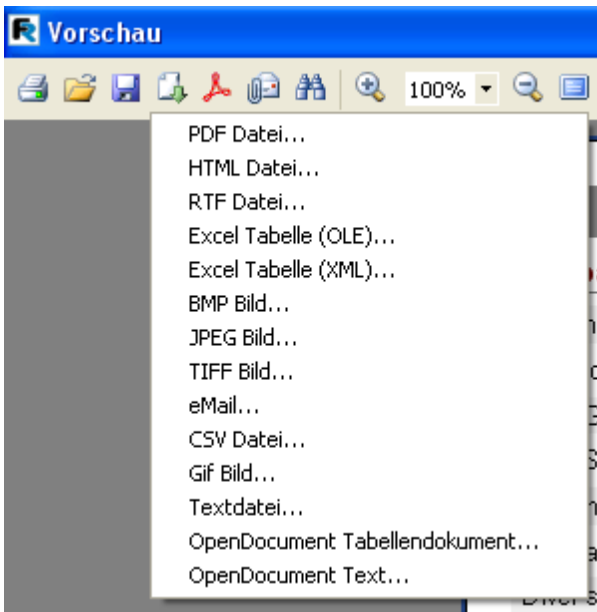 Vorschau
100%
PDF Datei...
HTML Datei...
RTF Datei...
Excel Tabelle (OLE)...
Excel Tabelle (XML)...
BMP Bild...
JPEG Bild...
TIFF Bild...
eMail...
CSV Datei...
Gif Bild...
Textdatei...
OpenDocument Tabellendokument...
OpenDocument Text...